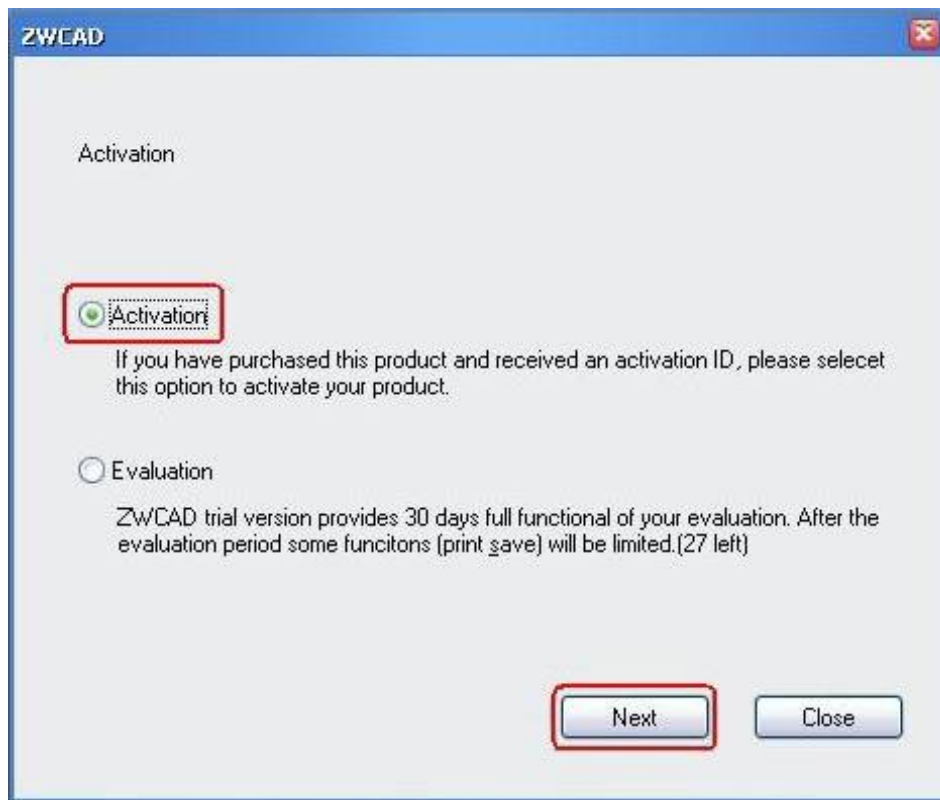 ZWCAD
Activation
Activation
If you have purchased this product and received an activation ID, please selecet
this option to activate your product.
Evaluation
ZWCAD trial version provides 30 days full functional of your evaluation. After the
evaluation period some funcitons (print save) will be limited.(27 left)
Next
Close